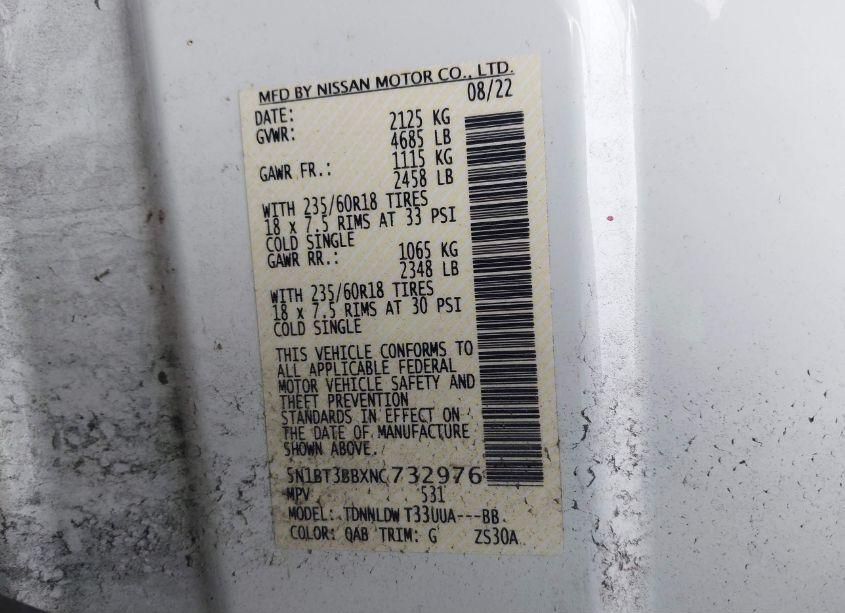 MFD BY NISSAN MOTOR CO., LTD.
DATE: 08/22
GVWR: 2125 KG
4685 LB
GAWR FR.: 1115 KG
2458 LB
WITH 235/60R18 TIRES
18 x 7.5 RIMS AT 33 PSI
COLD SINGLE
GAWR RR.: 1065 KG
2348 LB
WITH 235/60R18 TIRES
18 x 7.5 RIMS AT 30 PSI
COLD SINGLE
THIS VEHICLE CONFORMS TO
ALL APPLICABLE FEDERAL
MOTOR VEHICLE SAFETY AND
THEFT PREVENTION
STANDARDS IN EFFECT ON
THE DATE OF MANUFACTURE
SHOWN ABOVE.
5N1BT3BBXNC732976
MPV 531
MODEL: TDNNLDW T33UUA---BB.
COLOR: QAB TRIM: G ZS30A